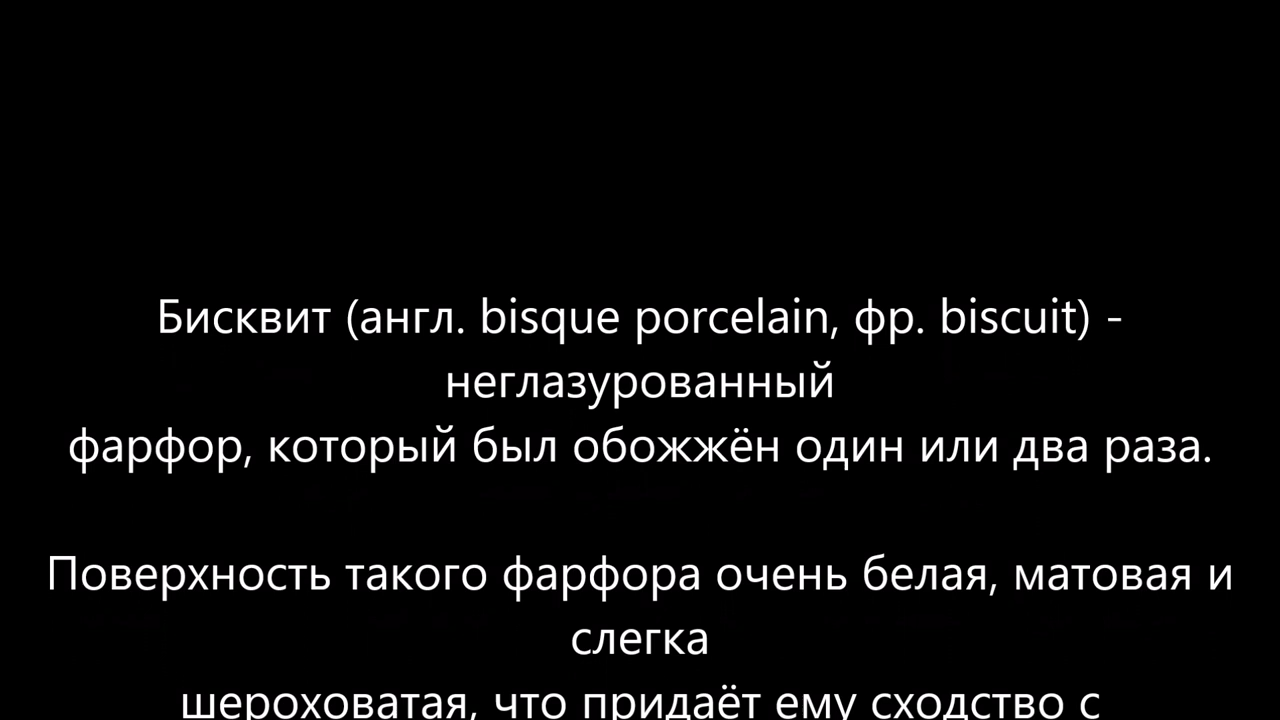 Бисквит (англ. bisque porcelain, фр. biscuit) -
неглазурованный
фарфор, который был обожжён один или два раза.
Поверхность такого фарфора очень белая, матовая и
слегка
шероховатая, что придаёт ему сходство с